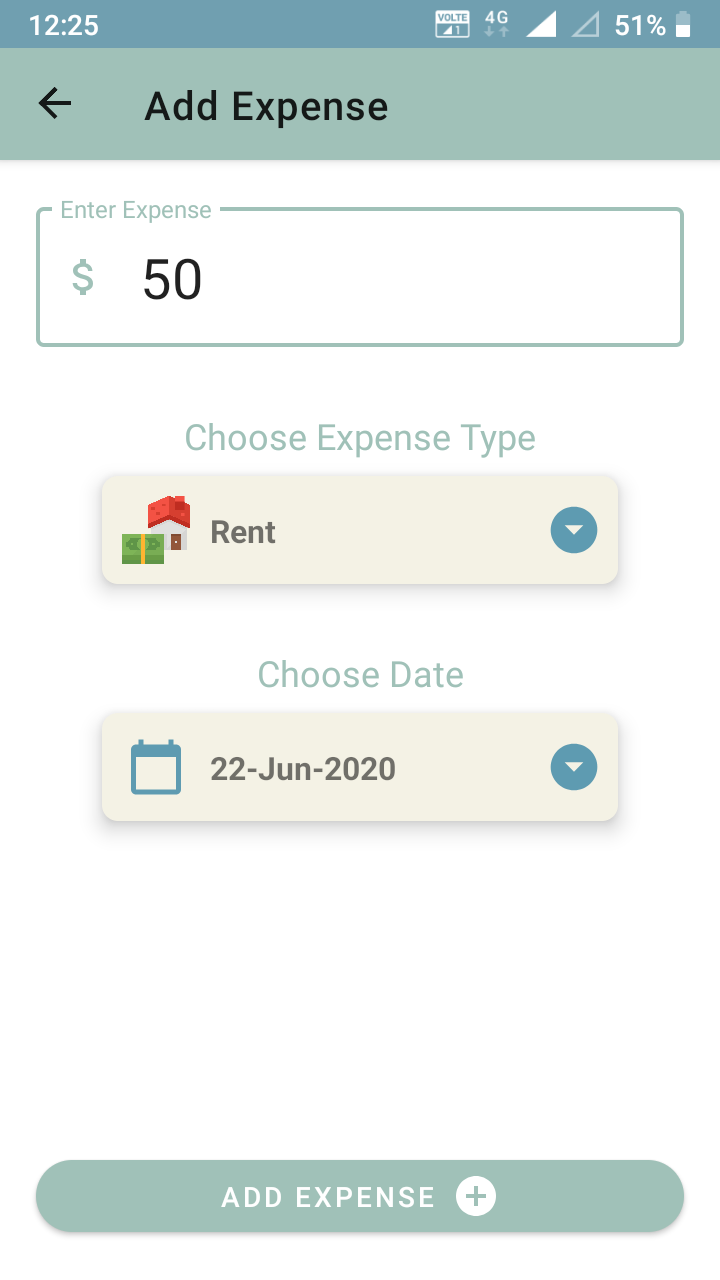 12:25 VOLTE 1 4G 51%
Add Expense
Enter Expense
$ 50
Choose Expense Type
Rent
Choose Date
22-Jun-2020
ADD EXPENSE